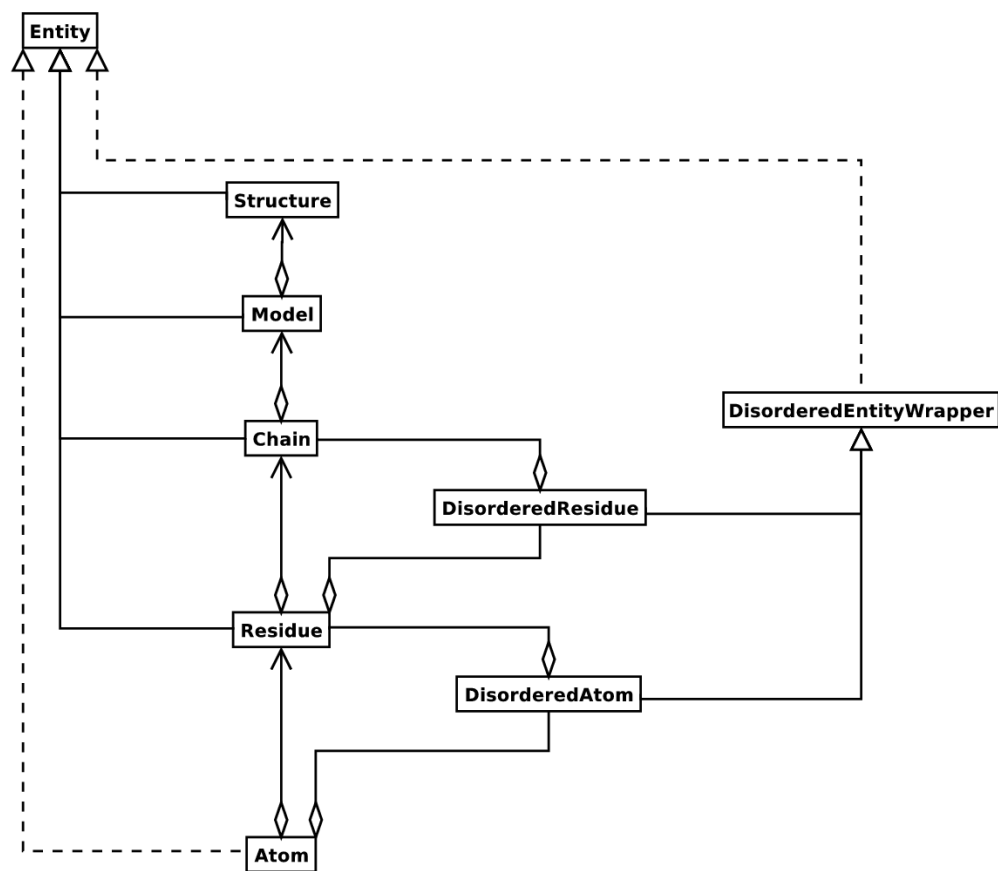 Entity
Structure
Model
DisorderedEntityWrapper
Chain
DisorderedResidue
Residue
DisorderedAtom
Atom